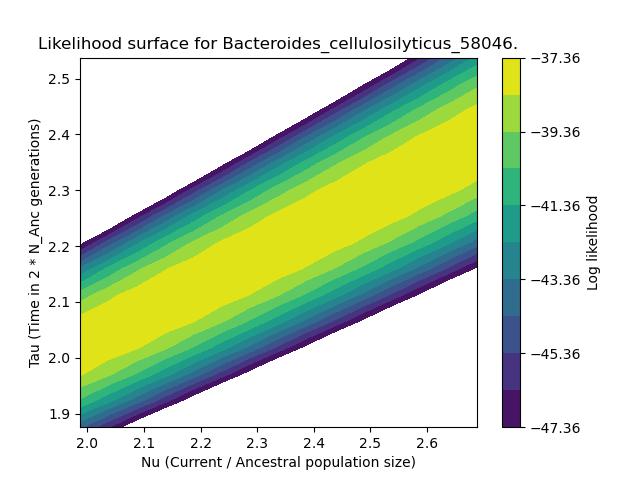 Likelihood surface for Bacteroides_cellulosilyticus_58046.
2.5
2.4
2.3
2.2
2.1
2.0
1.9
Tau (Time in 2 * N_Anc generations)
2.0 2.1 2.2 2.3 2.4 2.5 2.6
Nu (Current / Ancestral population size)
−37.36
−39.36
−41.36
−43.36
−45.36
−47.36
Log likelihood